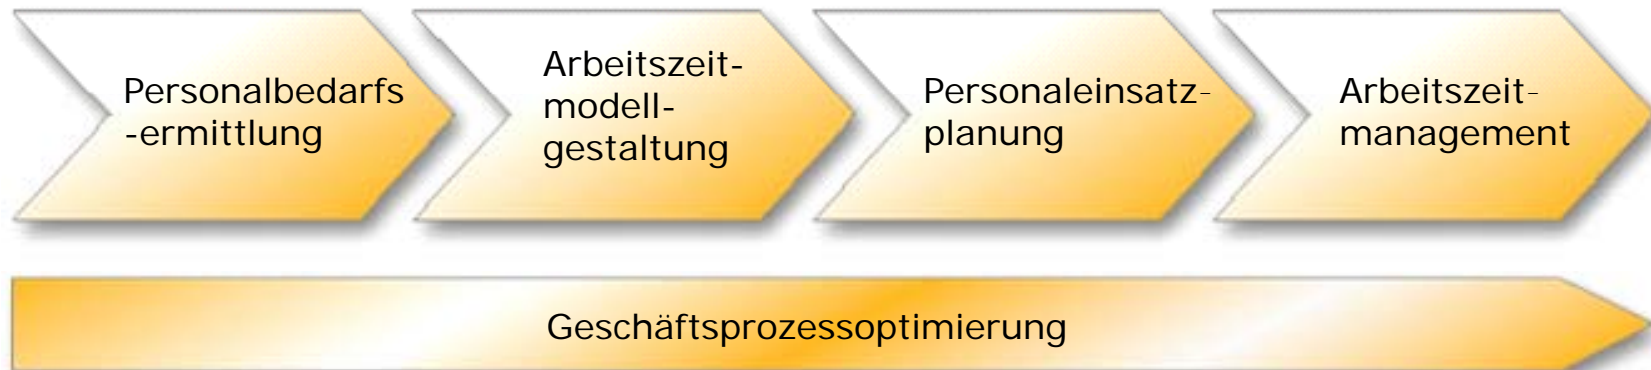 Personalbedarfs
-ermittlung
Arbeitszeit-
modell-
gestaltung
Personaleinsatz-
planung
Arbeitszeit-
management
Geschäftsprozessoptimierung